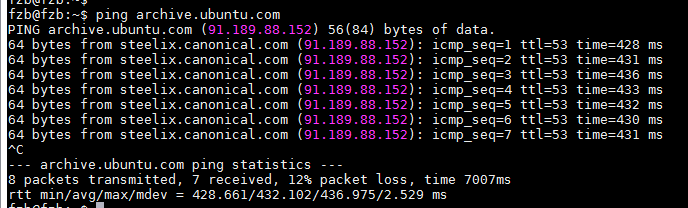 fzb@fzb:~$
fzb@fzb:~$ ping archive.ubuntu.com
PING archive.ubuntu.com (91.189.88.152) 56(84) bytes of data.
64 bytes from steelix.canonical.com (91.189.88.152): icmp_seq=1 ttl=53 time=428 ms
64 bytes from steelix.canonical.com (91.189.88.152): icmp_seq=2 ttl=53 time=431 ms
64 bytes from steelix.canonical.com (91.189.88.152): icmp_seq=3 ttl=53 time=436 ms
64 bytes from steelix.canonical.com (91.189.88.152): icmp_seq=4 ttl=53 time=433 ms
64 bytes from steelix.canonical.com (91.189.88.152): icmp_seq=5 ttl=53 time=432 ms
64 bytes from steelix.canonical.com (91.189.88.152): icmp_seq=6 ttl=53 time=430 ms
64 bytes from steelix.canonical.com (91.189.88.152): icmp_seq=7 ttl=53 time=431 ms
^C
--- archive.ubuntu.com ping statistics ---
8 packets transmitted, 7 received, 12% packet loss, time 7007ms
rtt min/avg/max/mdev = 428.661/432.102/436.975/2.529 ms
fzb@fzb:~$